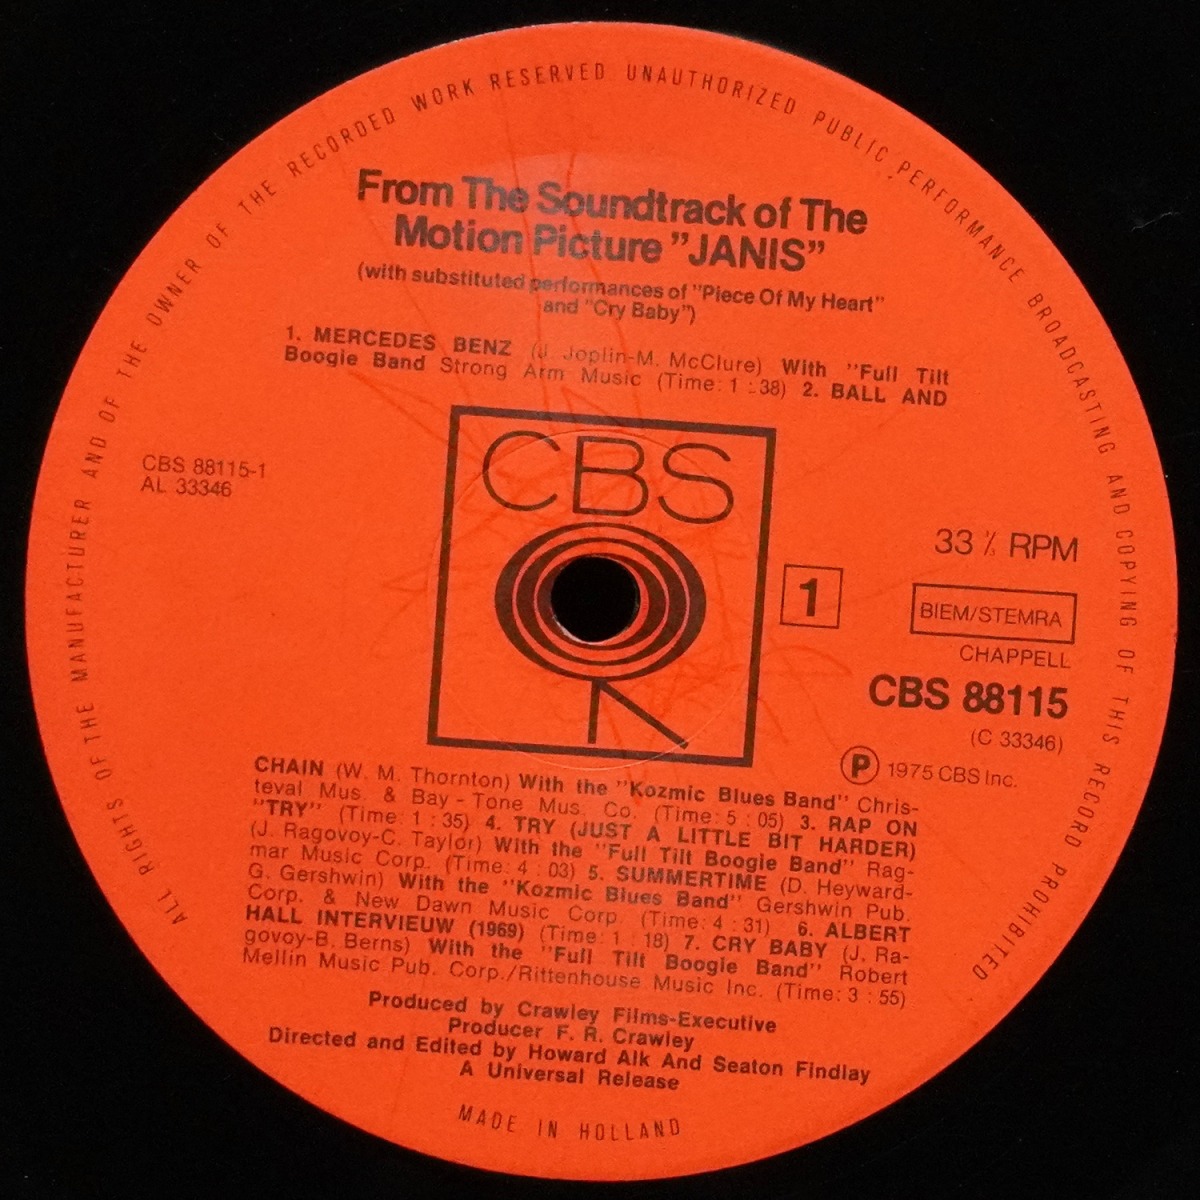 ALL RIGHTS OF THE MANUFACTURER AND OF THE OWNER OF THE RECORDED WORK RESERVED UNAUTHORIZED PUBLIC PERFORMANCE BROADCASTING AND COPYING OF THIS RECORD PROHIBITED
From The Soundtrack of The
Motion Picture "JANIS"
(with substituted performances of "Piece Of My Heart"
and "Cry Baby")
1. MERCEDES BENZ (J. Joplin-M. McClure) With "Full Tilt
Boogie Band Strong Arm Music (Time: 1 : 38) 2. BALL AND
CBS
CBS 88115-1
AL 33346
33 ⅓ RPM
1
BIEM/STEMRA
CHAPPELL
CBS 88115
(C 33346)
Ⓟ 1975 CBS Inc.
CHAIN (W. M. Thornton) With the "Kozmic Blues Band" Chris-
teval Mus. & Bay - Tone Mus. Co. (Time: 5 : 05) 3. RAP ON
"TRY" (Time: 1 : 35) 4. TRY (JUST A LITTLE BIT HARDER)
(J. Ragovoy-C. Taylor) With the "Full Tilt Boogie Band" Rag-
mar Music Corp. (Time: 4 : 03) 5. SUMMERTIME (D. Heyward-
G. Gershwin) With the "Kozmic Blues Band" Gershwin Pub.
Corp. & New Dawn Music Corp. (Time: 4 : 31) 6. ALBERT
HALL INTERVIEUW (1969) (Time: 1 : 18) 7. CRY BABY (J. Ra-
govoy-B. Berns) With the "Full Tilt Boogie Band" Robert
Mellin Music Pub. Corp./Rittenhouse Music Inc. (Time: 3 : 55)
Produced by Crawley Films-Executive
Producer F. R. Crawley
Directed and Edited by Howard Alk And Seaton Findlay
A Universal Release
MADE IN HOLLAND